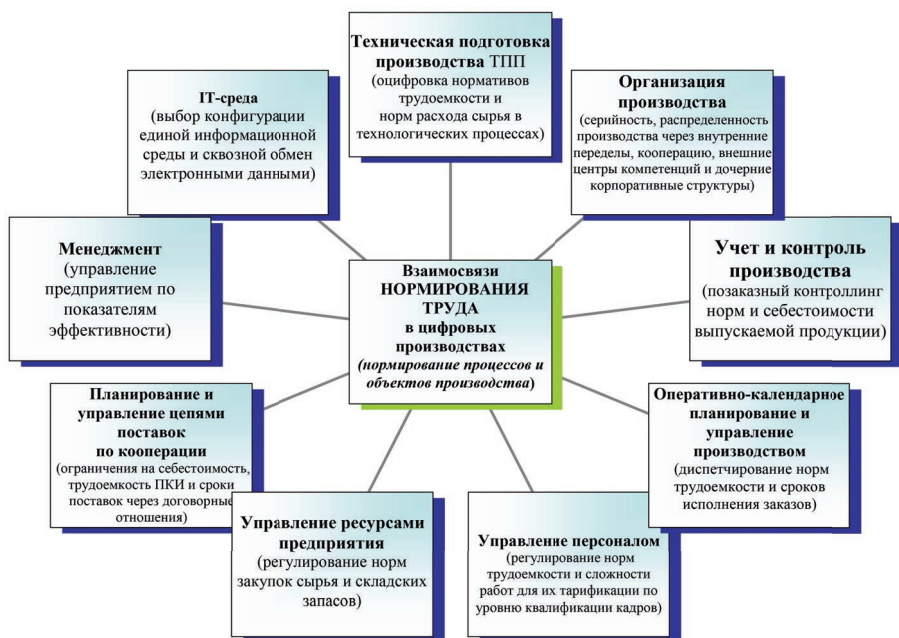 Техническая подготовка
производства ТПП
(оцифровка нормативов
трудоемкости и
норм расхода сырья в
технологических процессах)
IT-среда
(выбор конфигурации
единой информационной
среды и сквозной обмен
электронными данными)
Организация
производства
(серийность, распределенность
производства через внутренние
переделы, кооперацию, внешние
центры компетенций и дочерние
корпоративные структуры)
Менеджмент
(управление
предприятием по
показателям
эффективности)
Взаимосвязи
НОРМИРОВАНИЯ
ТРУДА
в цифровых
производствах
(нормирование процессов и
объектов производства)
Учет и контроль
производства
(позаказный контроллинг
норм и себестоимости
выпускаемой продукции)
Планирование и
управление цепями
поставок
по кооперации
(ограничения на себестоимость,
трудоемкость ПКИ и сроки
поставок через договорные
отношения)
Оперативно-календарное
планирование и
управление
производством
(диспетчирование норм
трудоемкости и сроков
исполнения заказов)
Управление ресурсами
предприятия
(регулирование норм
закупок сырья и складских
запасов)
Управление персоналом
(регулирование норм
трудоемкости и сложности
работ для их тарификации по
уровню квалификации кадров)